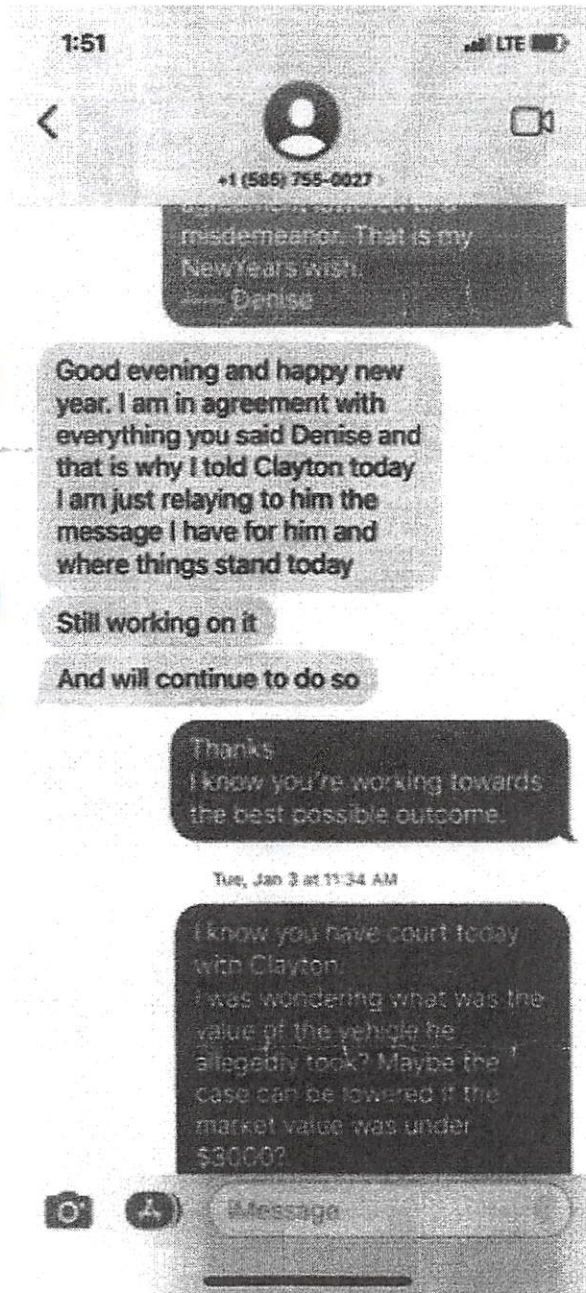 1:51
LTE
+1 (585) 755-0027
misdemeanor. That is my
NewYears wish.
—— Denise
Good evening and happy new
year. I am in agreement with
everything you said Denise and
that is why I told Clayton today
I am just relaying to him the
message I have for him and
where things stand today
Still working on it
And will continue to do so
Thanks
I know you're working towards
the best possible outcome.
Tue, Jan 3 at 11:34 AM
I know you have court today
with Clayton.
I was wondering what was the
value of the vehicle he
allegedly took? Maybe the
case can be lowered if the
market value was under
$3000?
iMessage